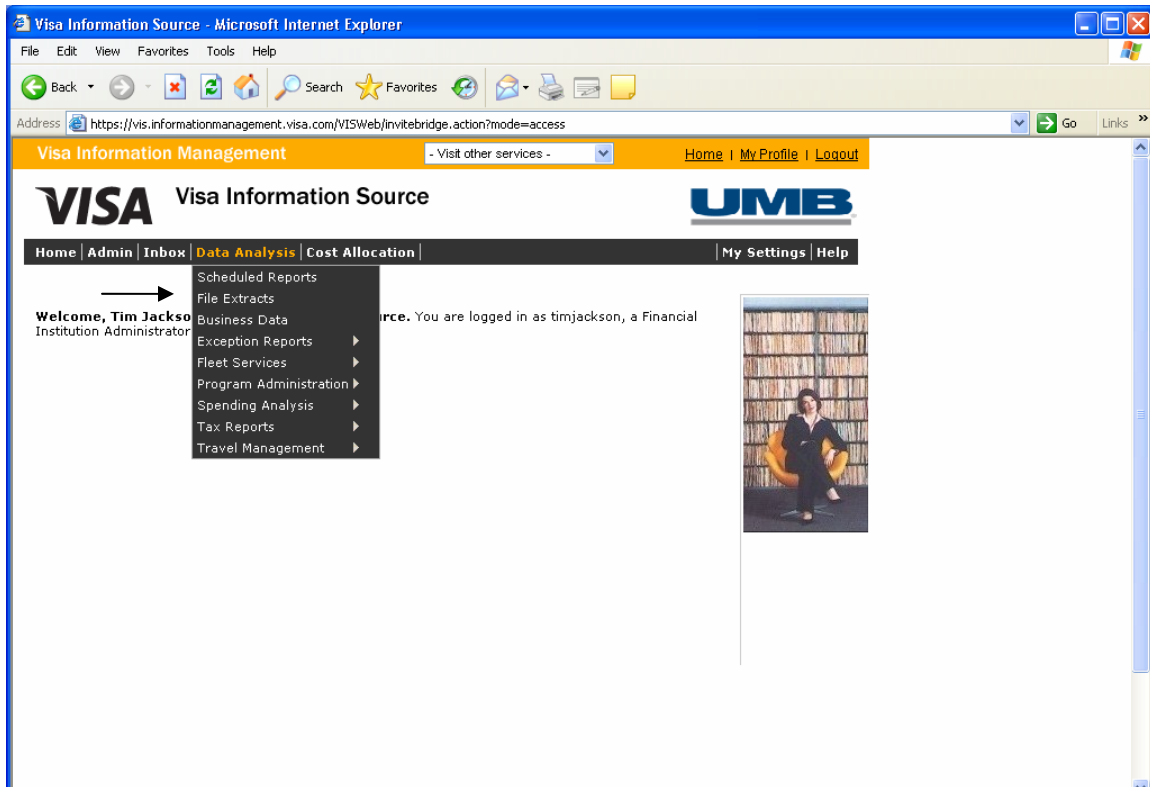 Visa Information Source - Microsoft Internet Explorer
File Edit View Favorites Tools Help
Back Search Favorites
Address https://vis.informationmanagement.visa.com/VISWeb/invitebridge.action?mode=access Go Links »
Visa Information Management - Visit other services - Home | My Profile | Logout
VISA Visa Information Source UMB
Home | Admin | Inbox | Data Analysis | Cost Allocation | | My Settings | Help
Scheduled Reports
File Extracts
Welcome, Tim Jackso rce. You are logged in as timjackson, a Financial
Institution Administrator
Business Data
Exception Reports
Fleet Services
Program Administration
Spending Analysis
Tax Reports
Travel Management